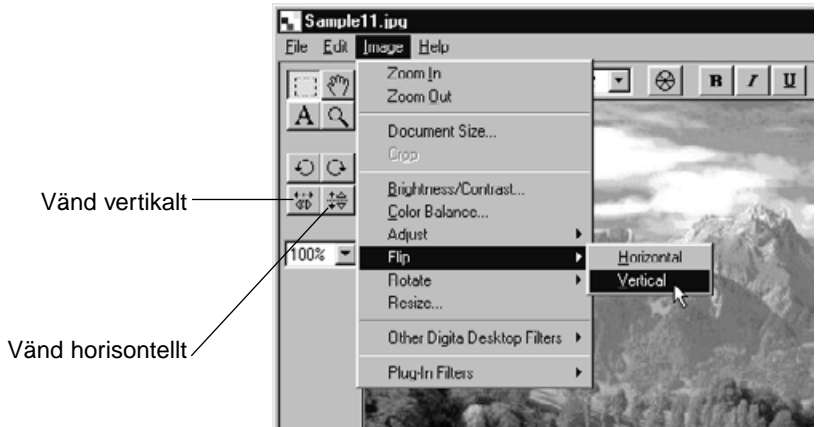 Sample11.jpg
File Edit Image Help
B I U
A
100%
Zoom In
Zoom Out
Document Size...
Crop
Brightness/Contrast...
Color Balance...
Adjust
Flip
Rotate
Resize...
Other Digita Desktop Filters
Plug-In Filters
Horizontal
Vertical
Vänd vertikalt
Vänd horisontellt